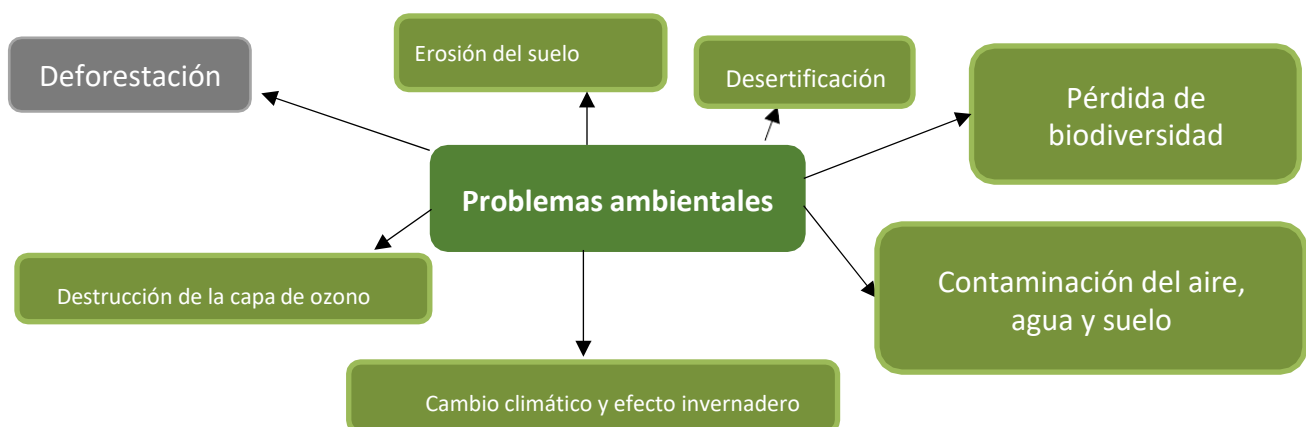 Deforestación
Erosión del suelo
Desertificación
Pérdida de
biodiversidad
Problemas ambientales
Destrucción de la capa de ozono
Contaminación del aire,
agua y suelo
Cambio climático y efecto invernadero